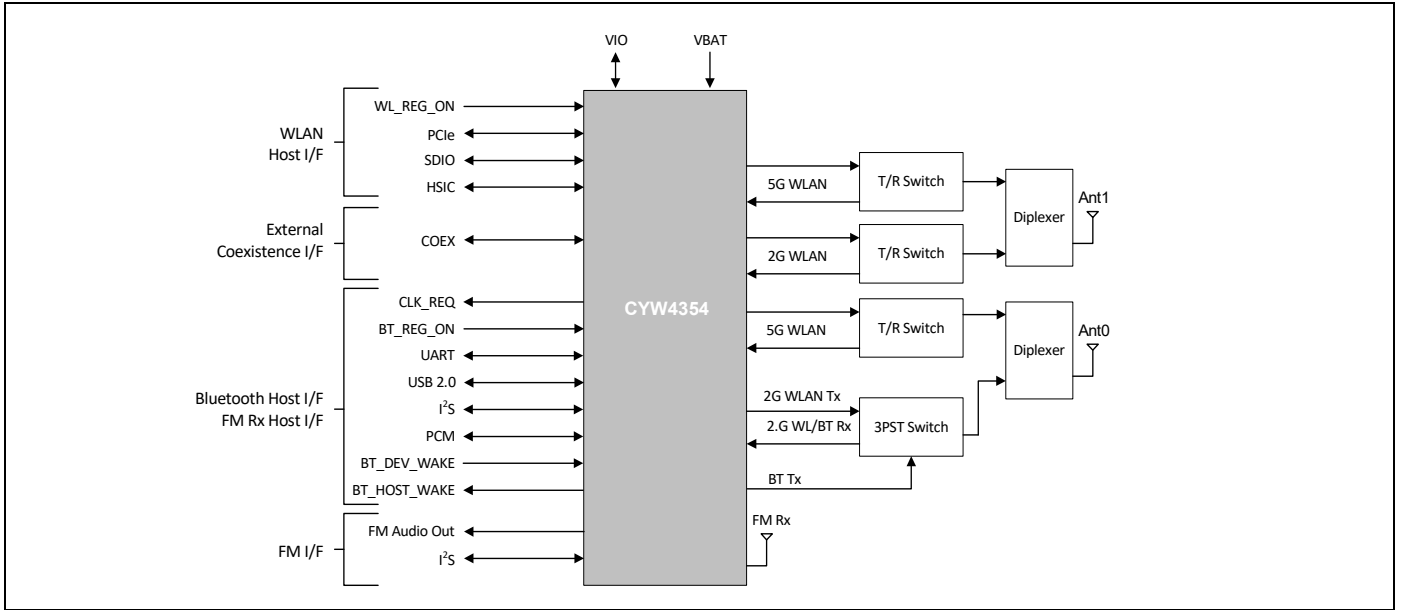 VIO
VBAT
WLAN
Host I/F
WL_REG_ON
PCIe
SDIO
HSIC
External
Coexistence I/F
COEX
Bluetooth Host I/F
FM Rx Host I/F
CLK_REQ
BT_REG_ON
UART
USB 2.0
I²S
PCM
BT_DEV_WAKE
BT_HOST_WAKE
FM I/F
FM Audio Out
I²S
CYW4354
5G WLAN
T/R Switch
2G WLAN
T/R Switch
Diplexer
Ant1
5G WLAN
T/R Switch
Diplexer
Ant0
2G WLAN Tx
2.G WL/BT Rx
3PST Switch
BT Tx
FM Rx